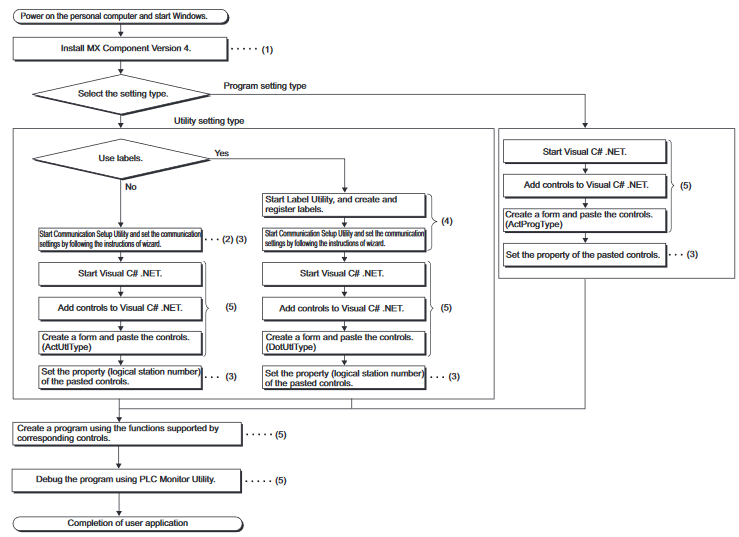 Power on the personal computer and start Windows.
Install MX Component Version 4.
(1)
Program setting type
Select the setting type.
Utility setting type
Use labels.
Yes
No
Start Label Utility, and create and
register labels.
(4)
Start Communication Setup Utility and set the communication
settings by following the instructions of wizard.
(2) (3)
Start Communication Setup Utility and set the communication
settings by following the instructions of wizard.
Start Visual C# .NET.
Add controls to Visual C# .NET.
(5)
Create a form and paste the controls.
(ActUtlType)
Set the property (logical station number)
of the pasted controls.
(3)
Start Visual C# .NET.
Add controls to Visual C# .NET.
(5)
Create a form and paste the controls.
(DotUtlType)
Set the property (logical station number)
of the pasted controls.
(3)
Start Visual C# .NET.
Add controls to Visual C# .NET.
(5)
Create a form and paste the controls.
(ActProgType)
Set the property of the pasted controls.
(3)
Create a program using the functions supported by
corresponding controls.
(5)
Debug the program using PLC Monitor Utility.
(5)
Completion of user application